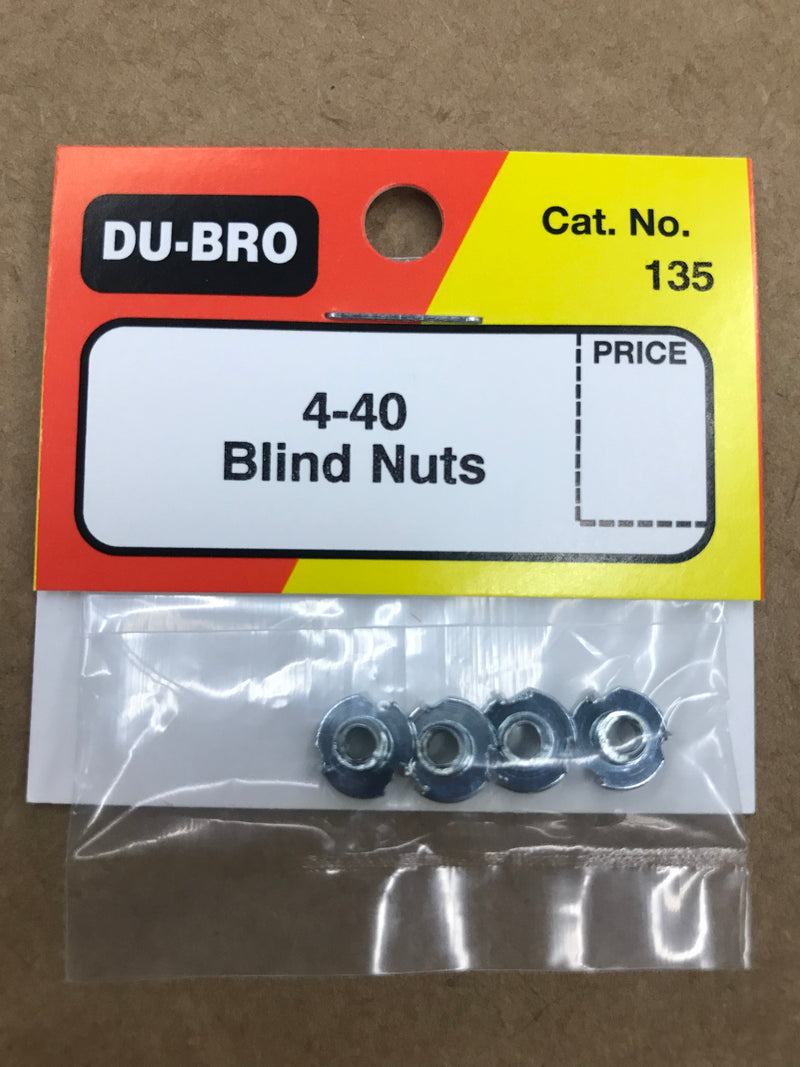 DU-BRO
Cat. No.
135
PRICE
4-40
Blind Nuts